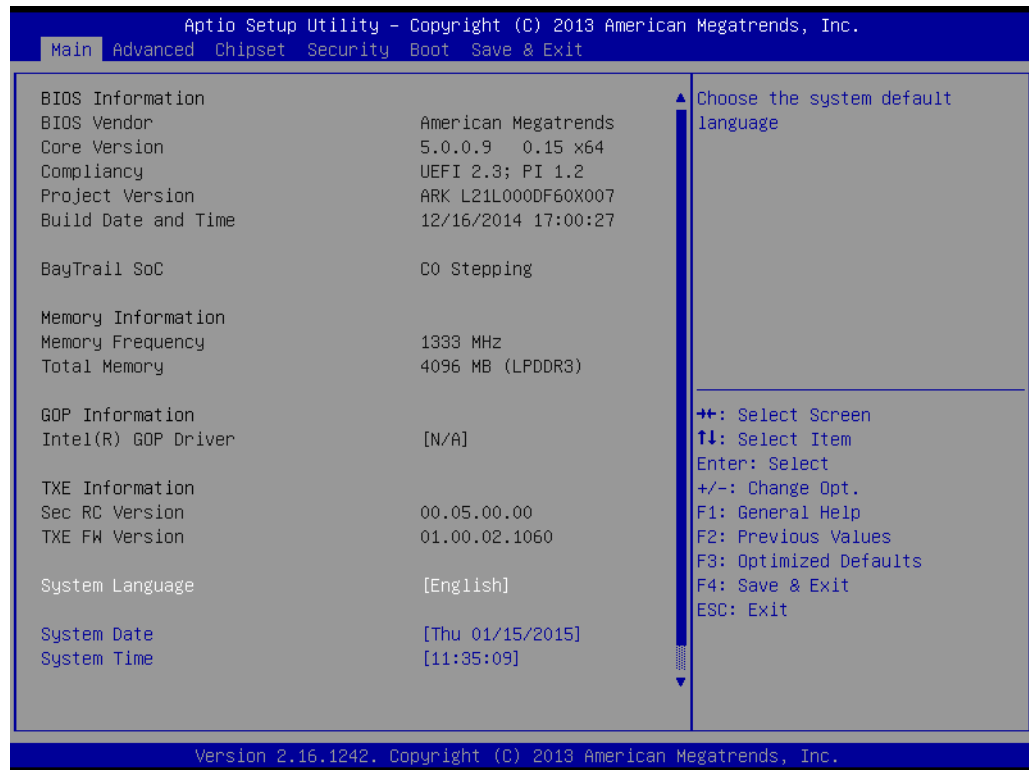 Aptio Setup Utility – Copyright (C) 2013 American Megatrends, Inc.
Main Advanced Chipset Security Boot Save & Exit
BIOS Information
BIOS Vendor American Megatrends
Core Version 5.0.0.9 0.15 x64
Compliancy UEFI 2.3; PI 1.2
Project Version ARK L21L000DF60X007
Build Date and Time 12/16/2014 17:00:27
BayTrail SoC C0 Stepping
Memory Information
Memory Frequency 1333 MHz
Total Memory 4096 MB (LPDDR3)
GOP Information
Intel(R) GOP Driver [N/A]
TXE Information
Sec RC Version 00.05.00.00
TXE FW Version 01.00.02.1060
System Language [English]
System Date [Thu 01/15/2015]
System Time [11:35:09]
Choose the system default
language
→←: Select Screen
↑↓: Select Item
Enter: Select
+/-: Change Opt.
F1: General Help
F2: Previous Values
F3: Optimized Defaults
F4: Save & Exit
ESC: Exit
Version 2.16.1242. Copyright (C) 2013 American Megatrends, Inc.